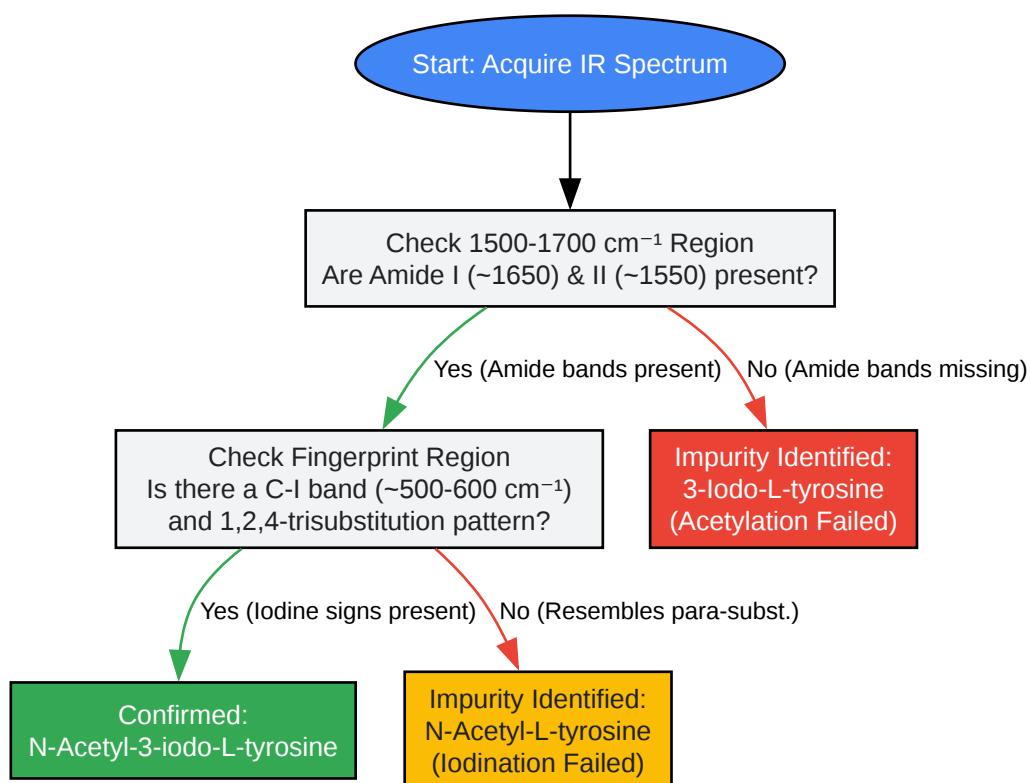 Start: Acquire IR Spectrum
Check 1500-1700 cm⁻¹ Region
Are Amide I (~1650) & II (~1550) present?
Yes (Amide bands present)
No (Amide bands missing)
Check Fingerprint Region
Is there a C-I band (~500-600 cm⁻¹)
and 1,2,4-trisubstitution pattern?
Impurity Identified:
3-Iodo-L-tyrosine
(Acetylation Failed)
Yes (Iodine signs present)
No (Resembles para-subst.)
Confirmed:
N-Acetyl-3-iodo-L-tyrosine
Impurity Identified:
N-Acetyl-L-tyrosine
(Iodination Failed)